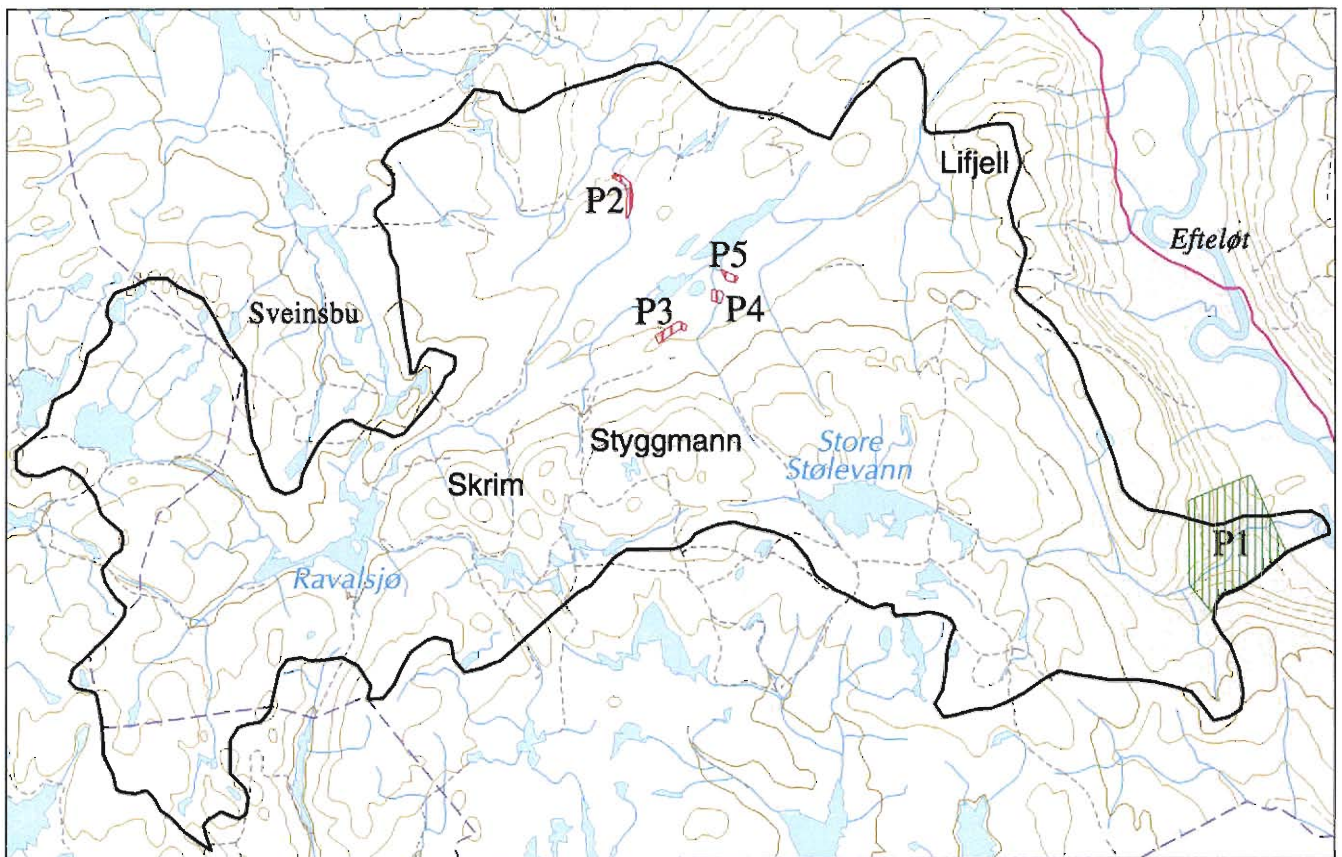 Lifjell
P2
Efteløt
P5
Sveinsbu
P3
P4
Styggmann
Store
Stølevann
Skrim
P1
Ravalsjø